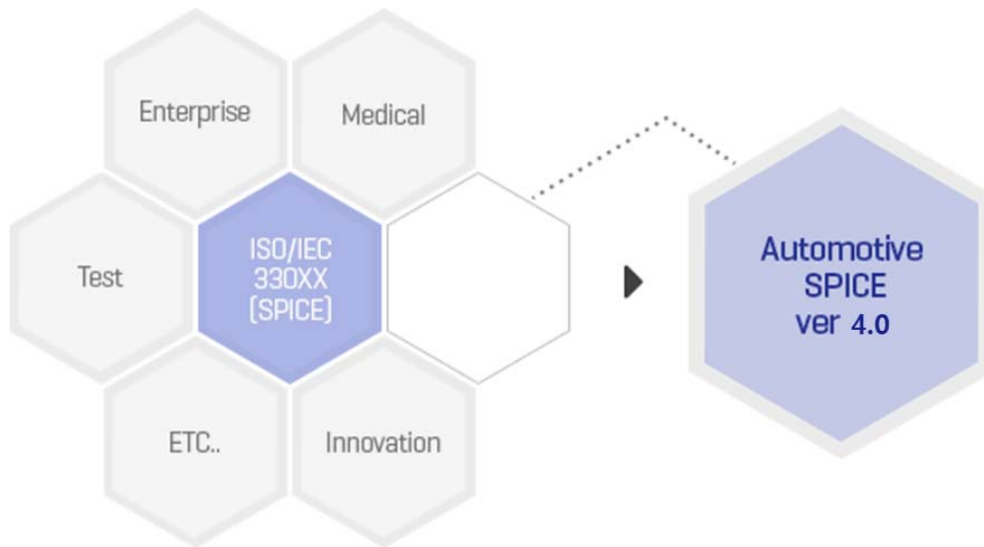 Enterprise
Medical
Test
ISO/IEC
330XX
(SPICE)
ETC..
Innovation
Automotive
SPICE
ver 4.0